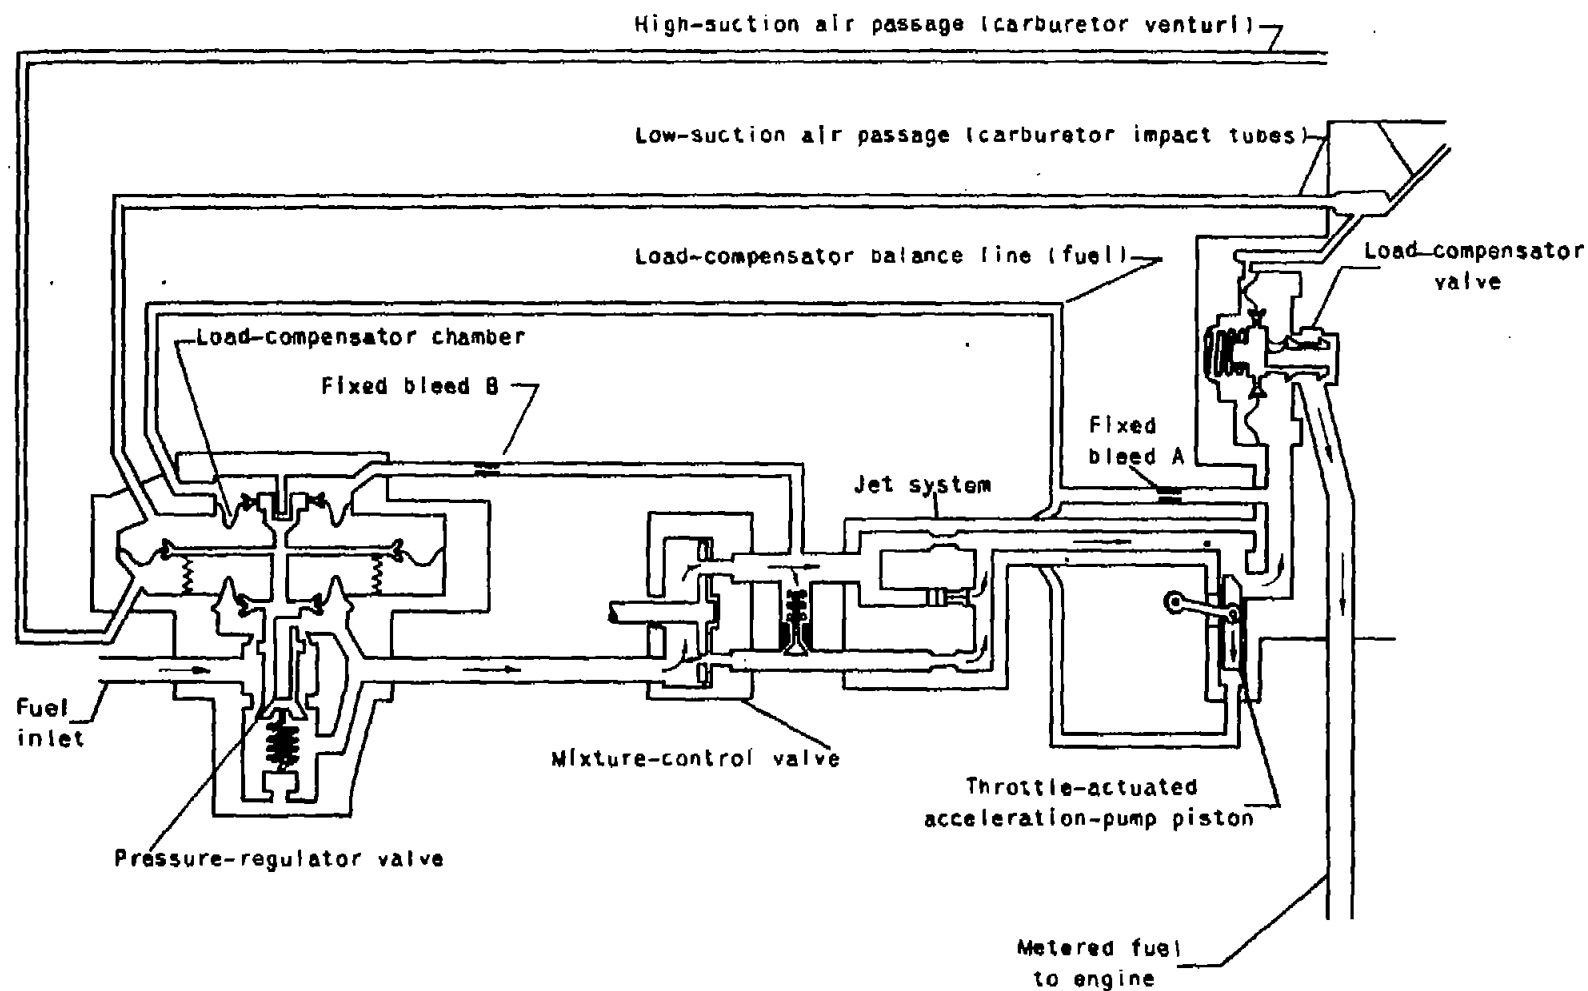 High-suction air passage (carburetor venturi)
Low-suction air passage (carburetor impact tubes)
Load-compensator balance line (fuel)
Load-compensator
valve
Load-compensator chamber
Fixed bleed B
Fixed
bleed A
Jet system
Fuel
inlet
Mixture-control valve
Throttle-actuated
acceleration-pump piston
Pressure-regulator valve
Metered fuel
to engine